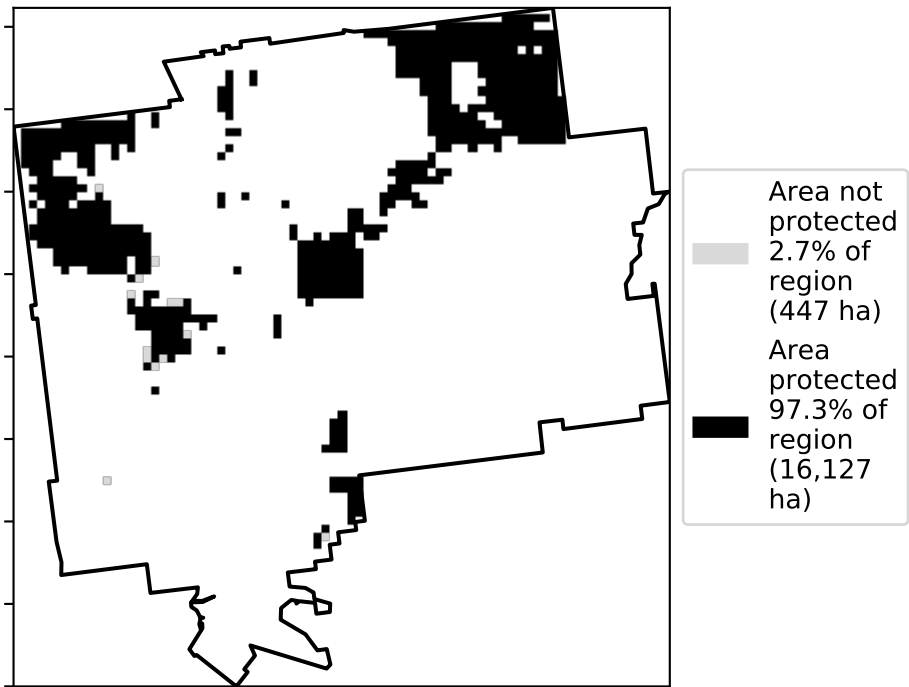 Area not
protected
2.7% of
region
(447 ha)
Area
protected
97.3% of
region
(16,127
ha)